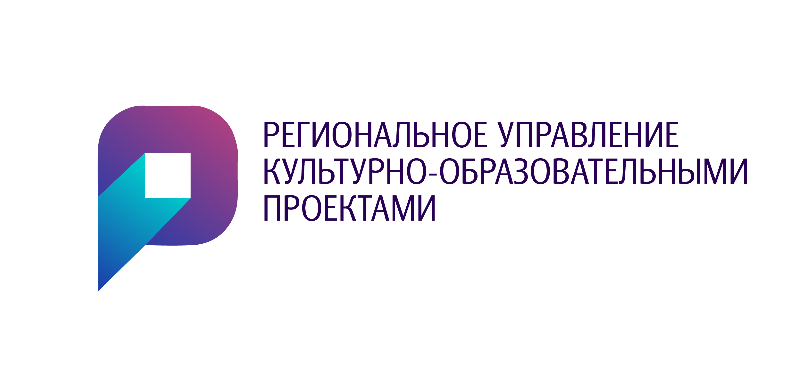 РЕГИОНАЛЬНОЕ УПРАВЛЕНИЕ
КУЛЬТУРНО-ОБРАЗОВАТЕЛЬНЫМИ
ПРОЕКТАМИ